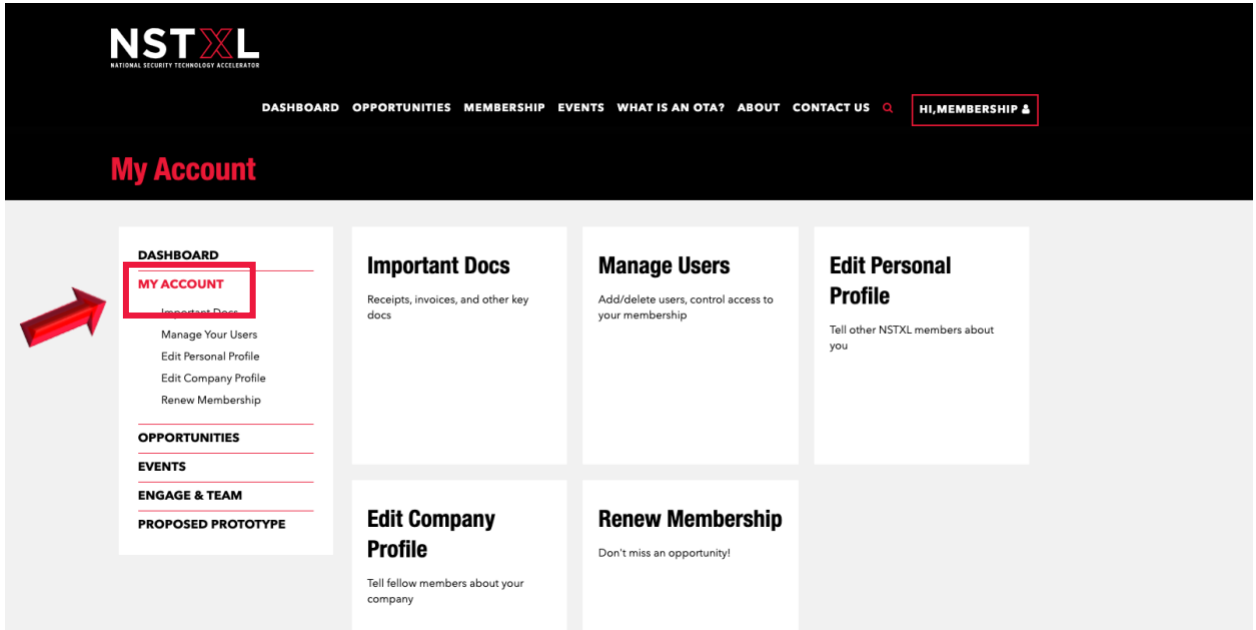 NSTXL
NATIONAL SECURITY TECHNOLOGY ACCELERATOR
DASHBOARD OPPORTUNITIES MEMBERSHIP EVENTS WHAT IS AN OTA? ABOUT CONTACT US HI,MEMBERSHIP
My Account
DASHBOARD
MY ACCOUNT
Important Docs
Manage Your Users
Edit Personal Profile
Edit Company Profile
Renew Membership
OPPORTUNITIES
EVENTS
ENGAGE & TEAM
PROPOSED PROTOTYPE
Important Docs
Receipts, invoices, and other key
docs
Manage Users
Add/delete users, control access to
your membership
Edit Personal
Profile
Tell other NSTXL members about
you
Edit Company
Profile
Tell fellow members about your
company
Renew Membership
Don't miss an opportunity!